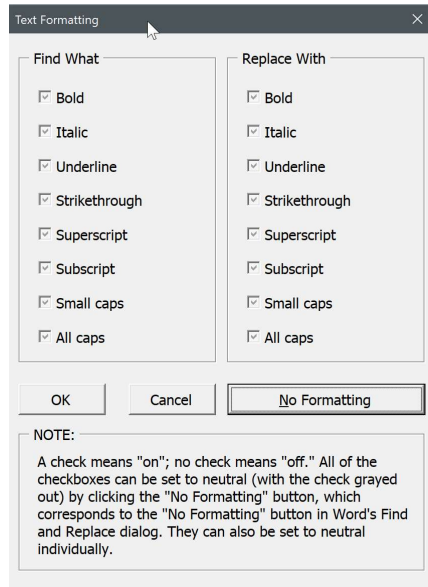 Text Formatting
Find What
Bold
Italic
Underline
Strikethrough
Superscript
Subscript
Small caps
All caps
Replace With
Bold
Italic
Underline
Strikethrough
Superscript
Subscript
Small caps
All caps
OK
Cancel
No Formatting
NOTE:
A check means "on"; no check means "off." All of the
checkboxes can be set to neutral (with the check grayed
out) by clicking the "No Formatting" button, which
corresponds to the "No Formatting" button in Word's Find
and Replace dialog. They can also be set to neutral
individually.